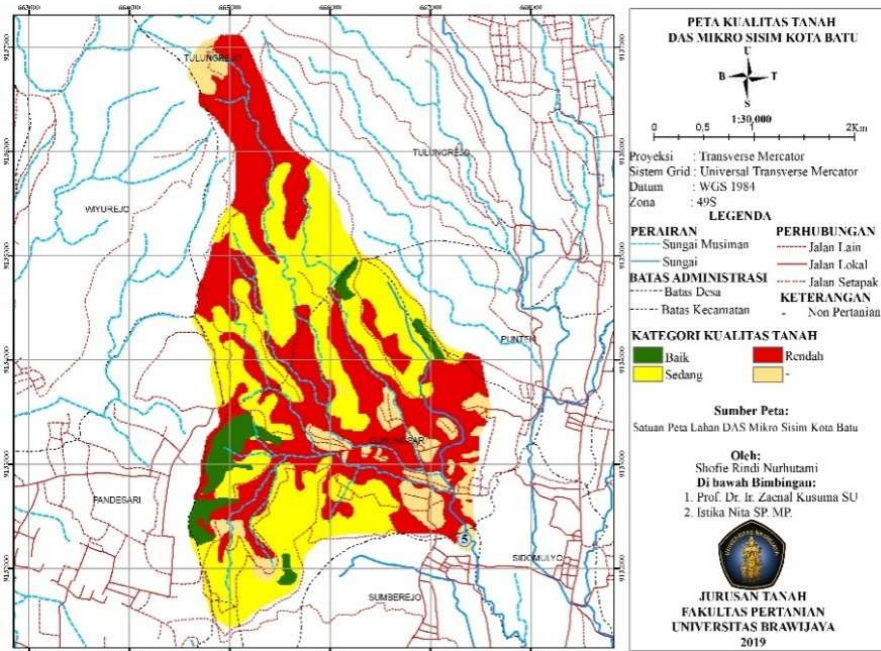 TULUNGREJO
TULUNGREJO
WIYUREJO
PUNTEN
GUNUNGSARI
PANDESARI
SIDOMULYO
SUMBEREJO
5
PETA KUALITAS TANAH
DAS MIKRO SISIM KOTA BATU
U
B T
S
1:30,000
0 0,5 1 2Km
Proyeksi : Transverse Mercator
Sistem Grid : Universal Transverse Mercator
Datum : WGS 1984
Zona : 49S
LEGENDA
PERAIRAN
Sungai Musiman
Sungai
BATAS ADMINISTRASI
Batas Desa
Batas Kecamatan
PERHUBUNGAN
Jalan Lain
Jalan Lokal
Jalan Setapak
KETERANGAN
- Non Pertanian
KATEGORI KUALITAS TANAH
Baik Rendah
Sedang -
Sumber Peta:
Satuan Peta Lahan DAS Mikro Sisim Kota Batu
Oleh:
Shofie Rindi Nurhutami
Di bawah Bimbingan:
1. Prof. Dr. Ir. Zaenal Kusuma SU
2. Istika Nita SP. MP.
UNIVERSITAS BRAWIJAYA
JURUSAN TANAH
FAKULTAS PERTANIAN
UNIVERSITAS BRAWIJAYA
2019